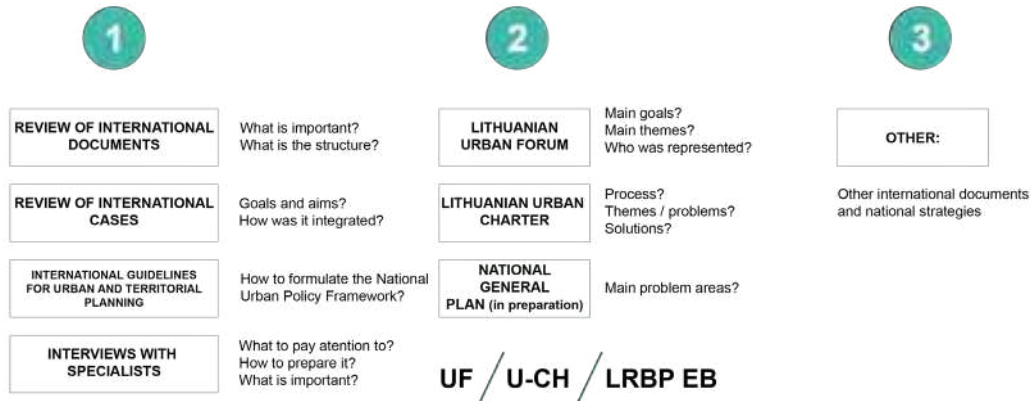 1
REVIEW OF INTERNATIONAL
DOCUMENTS
What is important?
What is the structure?
REVIEW OF INTERNATIONAL
CASES
Goals and aims?
How was it integrated?
INTERNATIONAL GUIDELINES
FOR URBAN AND TERRITORIAL
PLANNING
How to formulate the National
Urban Policy Framework?
INTERVIEWS WITH
SPECIALISTS
What to pay atention to?
How to prepare it?
What is important?
2
LITHUANIAN
URBAN FORUM
Main goals?
Main themes?
Who was represented?
LITHUANIAN URBAN
CHARTER
Process?
Themes / problems?
Solutions?
NATIONAL
GENERAL
PLAN (in preparation)
Main problem areas?
UF / U-CH / LRBP EB
3
OTHER:
Other international documents
and national strategies